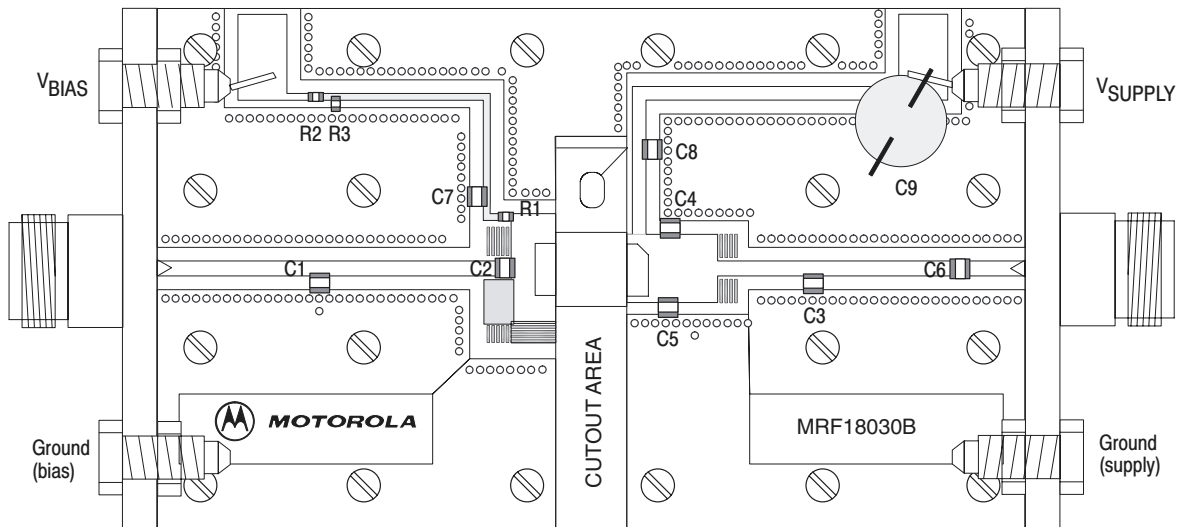 VBIAS
VSUPPLY
R2 R3
C8
C9
C7
R1
C4
C1
C2
C6
C3
C5
CUTOUT AREA
MOTOROLA
MRF18030B
Ground
(bias)
Ground
(supply)